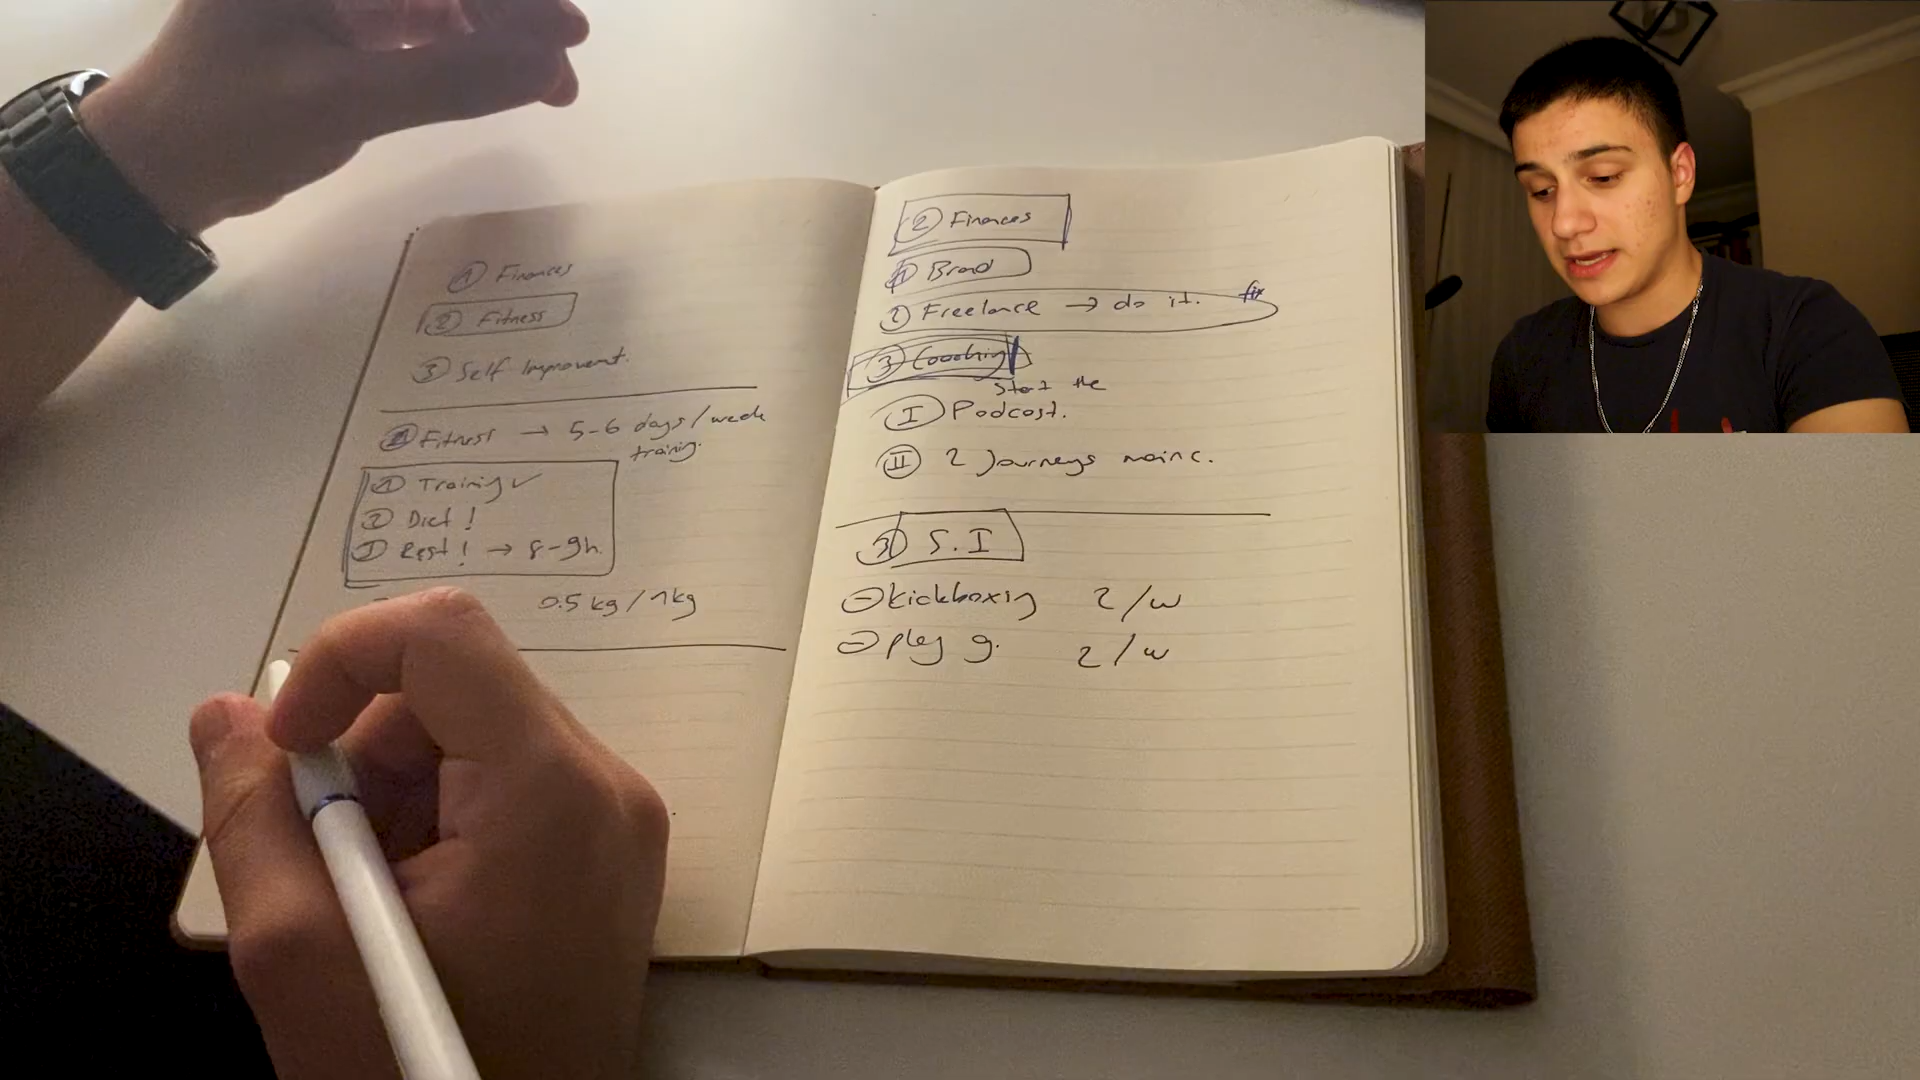 ① Finances
② Fitness
③ Self Improvement.
① Fitness → 5-6 days/week
training.
① Training ✓
② Diet !
③ Rest ! → 8-9h.
0.5 kg / 1kg
② Finances
① Brand
② Freelance → do it. fix
③ Coaching
Start the
Ⅰ Podcast.
Ⅱ 2 Journeys mainc.
③ S.I
- kickboxing 2/w
- play g. 2/w